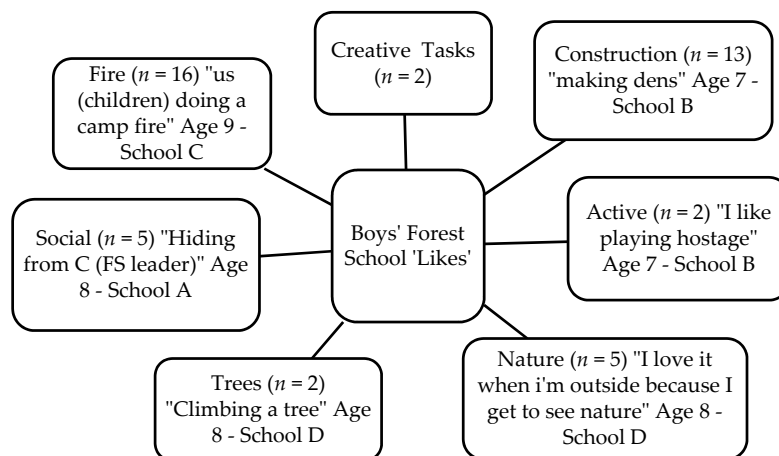 Creative Tasks
(n = 2)
Construction (n = 13)
"making dens" Age 7 -
School B
Fire (n = 16) "us
(children) doing a
camp fire" Age 9 -
School C
Boys' Forest
School 'Likes'
Active (n = 2) "I like
playing hostage"
Age 7 - School B
Social (n = 5) "Hiding
from C (FS leader)" Age
8 - School A
Nature (n = 5) "I love it
when i'm outside because I
get to see nature" Age 8 -
School D
Trees (n = 2)
"Climbing a tree" Age
8 - School D